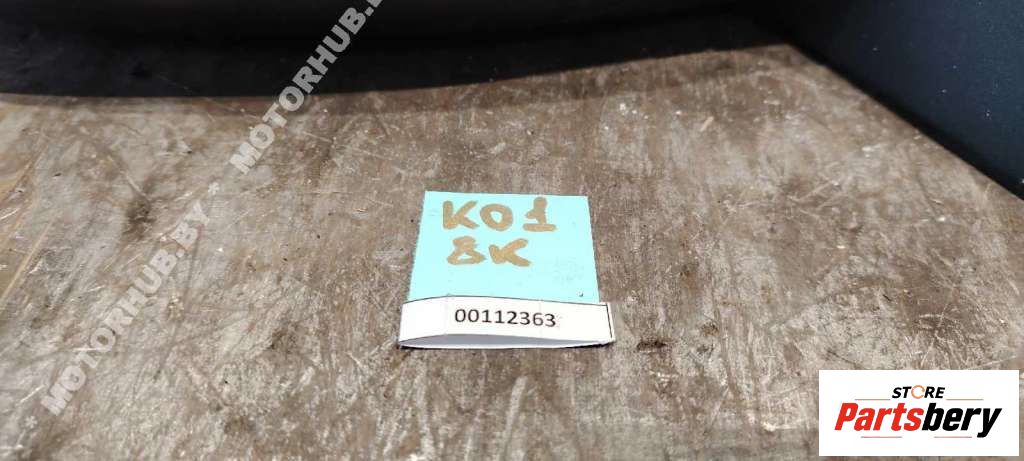 MOTORHUB.BY* MOTORHUB.BY
K01
8K
00112363
STORE
Partsbery